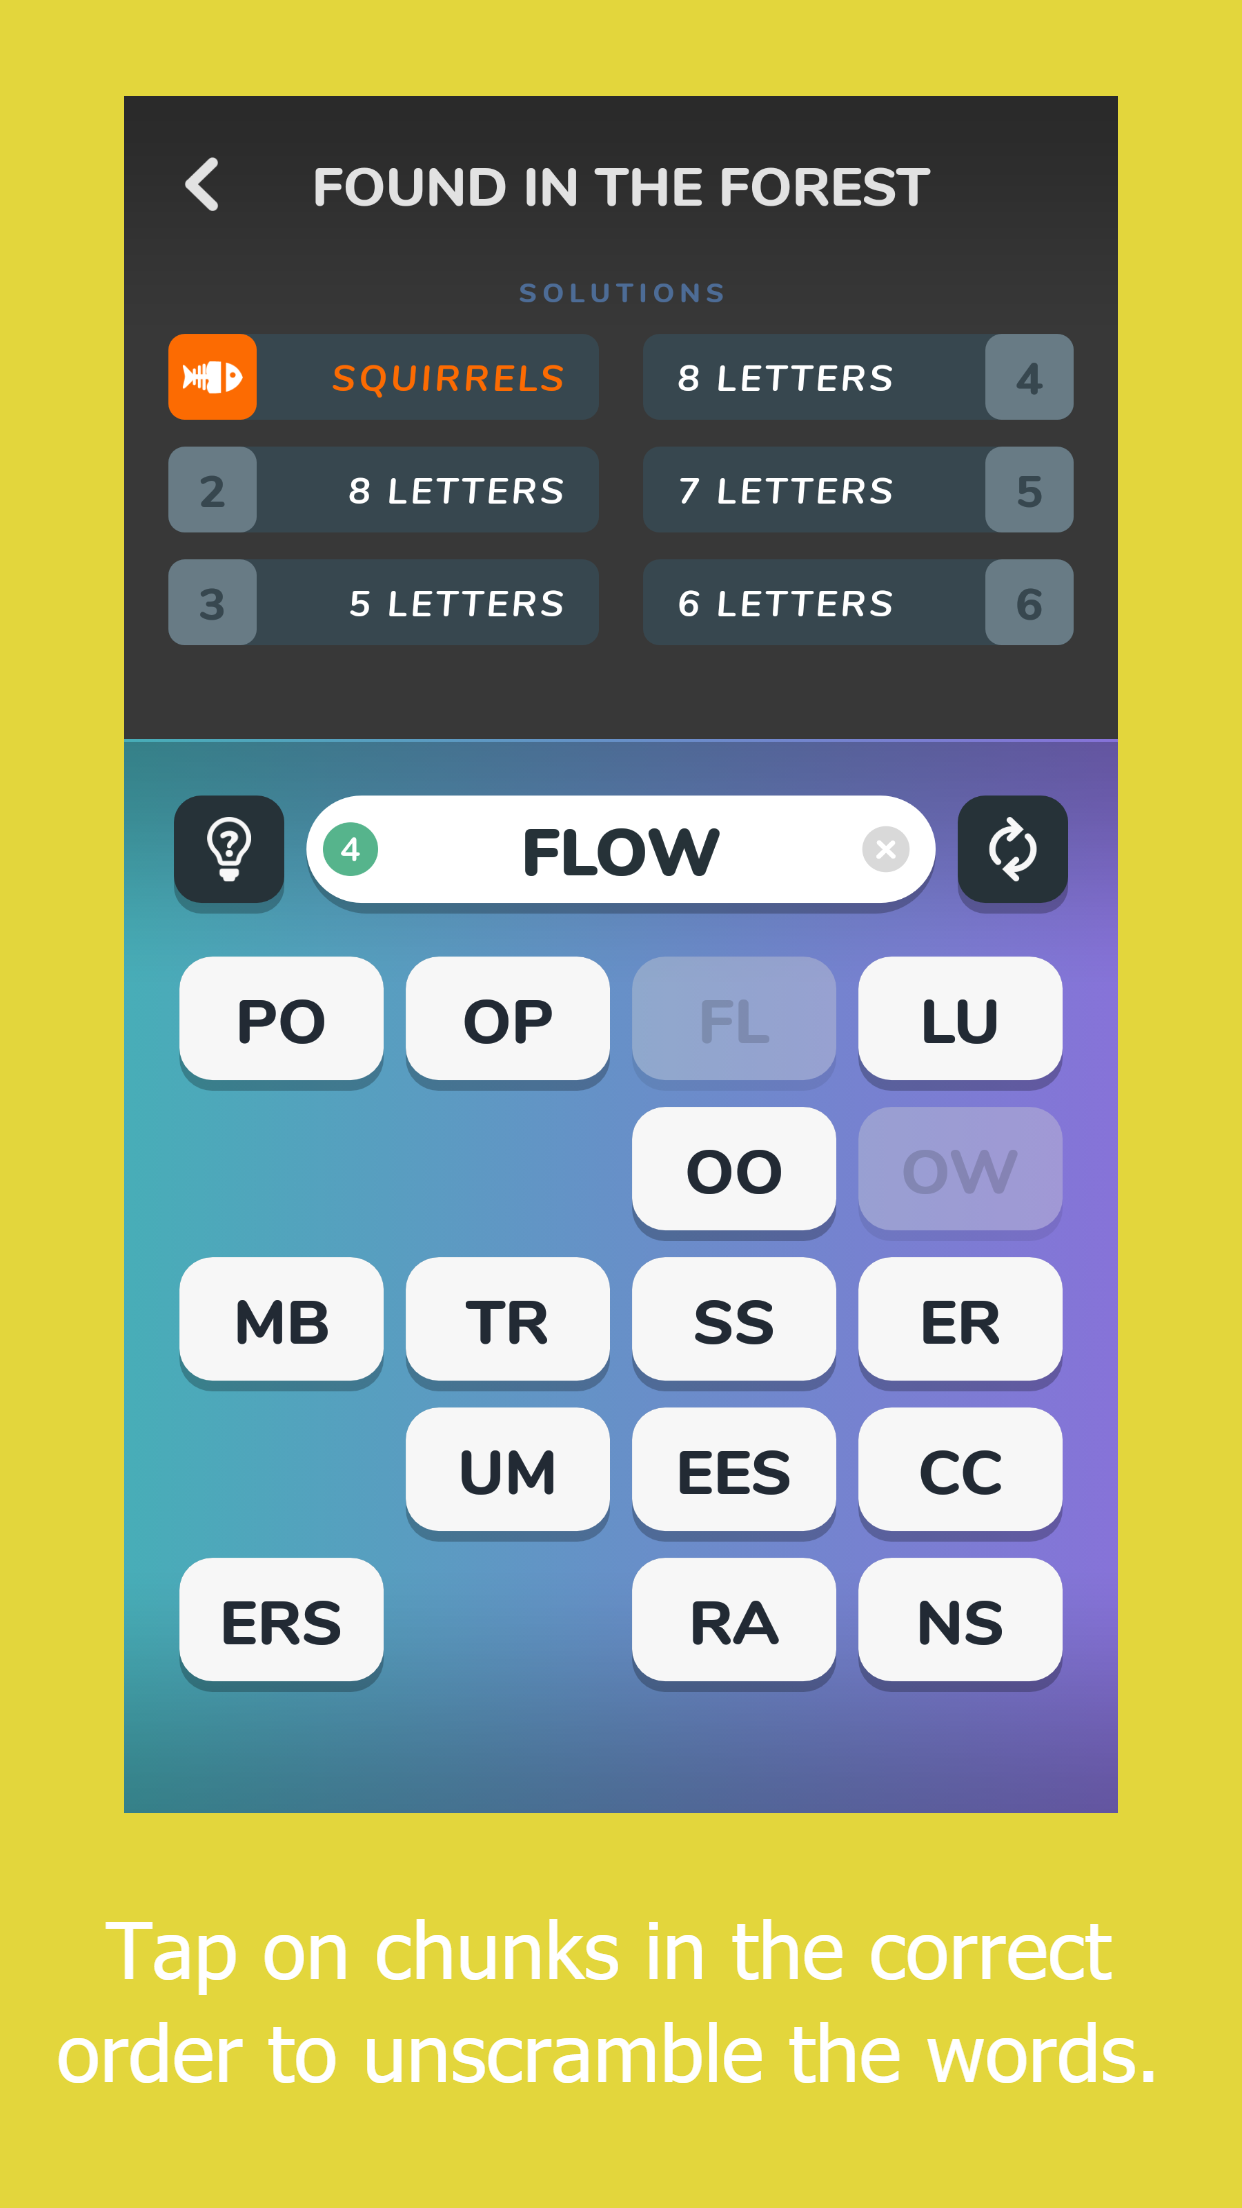 FOUND IN THE FOREST
SOLUTIONS
SQUIRRELS
8 LETTERS 4
2 8 LETTERS
7 LETTERS 5
3 5 LETTERS
6 LETTERS 6
4 FLOW
PO OP FL LU
OO OW
MB TR SS ER
UM EES CC
ERS RA NS
Tap on chunks in the correct
order to unscramble the words.